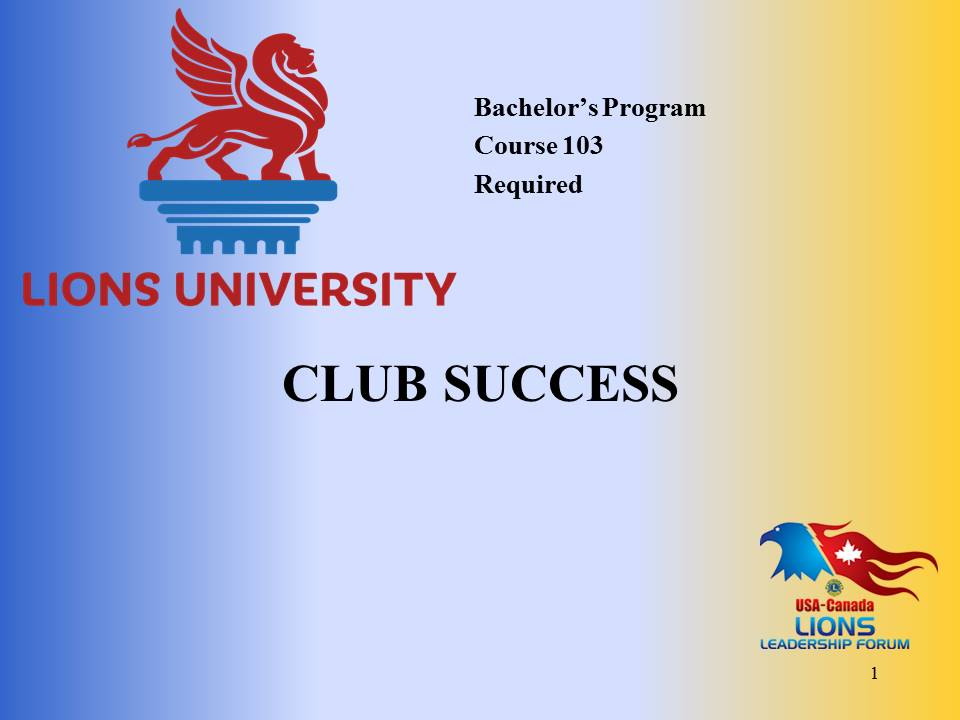 Bachelor's Program
Course 103
Required
LIONS UNIVERSITY
CLUB SUCCESS
USA-Canada
LIONS
LEADERSHIP FORUM
1